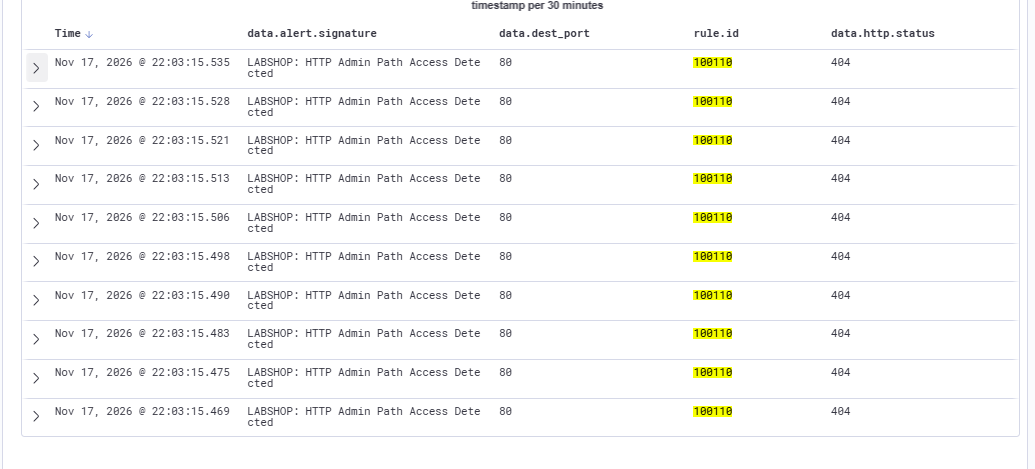 timestamp per 30 minutes
Time ↓ data.alert.signature data.dest_port rule.id data.http.status
Nov 17, 2026 @ 22:03:15.535 LABSHOP: HTTP Admin Path Access Dete 80 100110 404
cted
Nov 17, 2026 @ 22:03:15.528 LABSHOP: HTTP Admin Path Access Dete 80 100110 404
cted
Nov 17, 2026 @ 22:03:15.521 LABSHOP: HTTP Admin Path Access Dete 80 100110 404
cted
Nov 17, 2026 @ 22:03:15.513 LABSHOP: HTTP Admin Path Access Dete 80 100110 404
cted
Nov 17, 2026 @ 22:03:15.506 LABSHOP: HTTP Admin Path Access Dete 80 100110 404
cted
Nov 17, 2026 @ 22:03:15.498 LABSHOP: HTTP Admin Path Access Dete 80 100110 404
cted
Nov 17, 2026 @ 22:03:15.490 LABSHOP: HTTP Admin Path Access Dete 80 100110 404
cted
Nov 17, 2026 @ 22:03:15.483 LABSHOP: HTTP Admin Path Access Dete 80 100110 404
cted
Nov 17, 2026 @ 22:03:15.475 LABSHOP: HTTP Admin Path Access Dete 80 100110 404
cted
Nov 17, 2026 @ 22:03:15.469 LABSHOP: HTTP Admin Path Access Dete 80 100110 404
cted